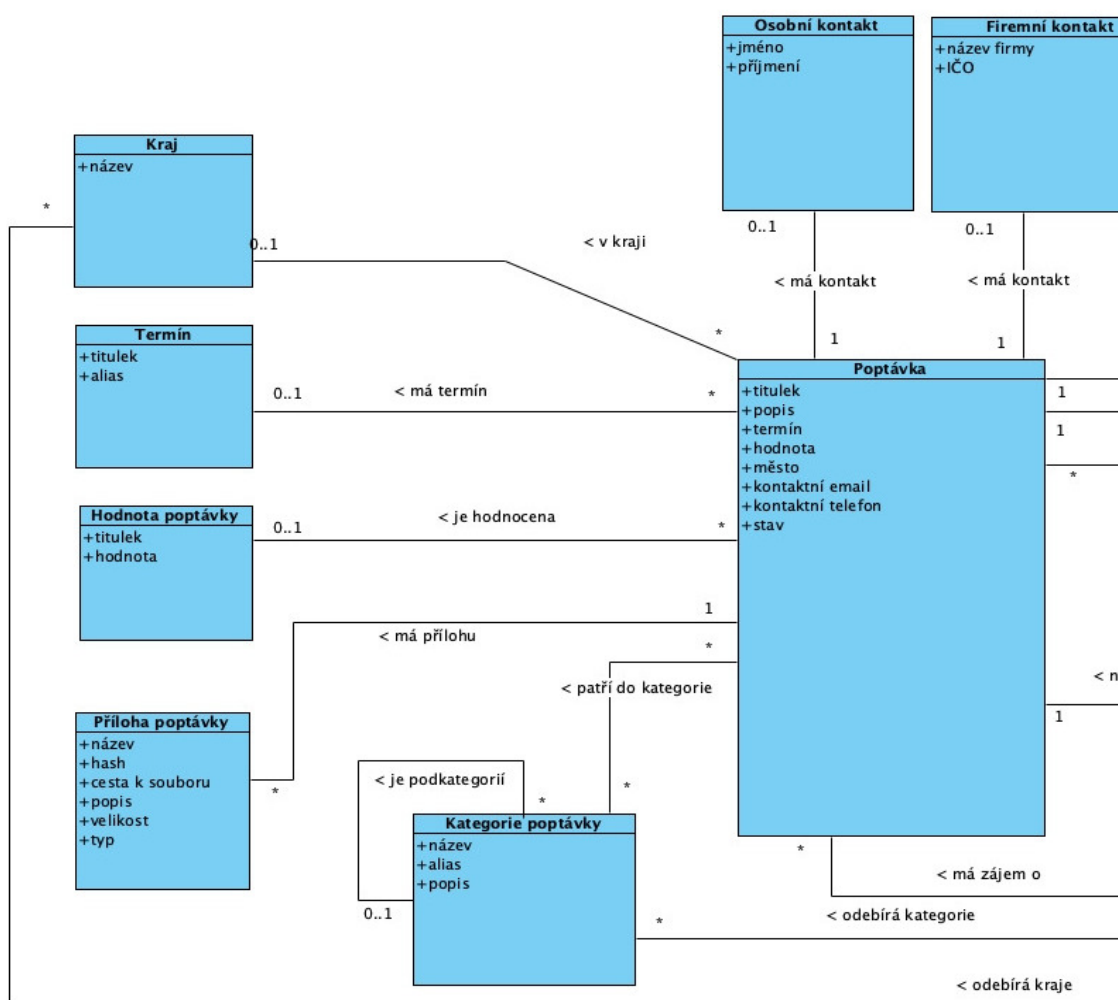 Osobní kontakt
+jméno
+příjmení
Firemní kontakt
+název firmy
+IČO
Kraj
+název
*
0..1
< v kraji
*
0..1
< má kontakt
1
0..1
< má kontakt
1
Termín
+titulek
+alias
0..1
< má termín
*
Poptávka
+titulek
+popis
+termín
+hodnota
+město
+kontaktní email
+kontaktní telefon
+stav
1
1
*
Hodnota poptávky
+titulek
+hodnota
0..1
< je hodnocena
*
1
< má přílohu
*
< patří do kategorie
< n
1
Příloha poptávky
+název
+hash
+cesta k souboru
+popis
+velikost
+typ
*
< je podkategorií
*
*
Kategorie poptávky
+název
+alias
+popis
0..1
*
< má zájem o
*
< odebírá kategorie
< odebírá kraje